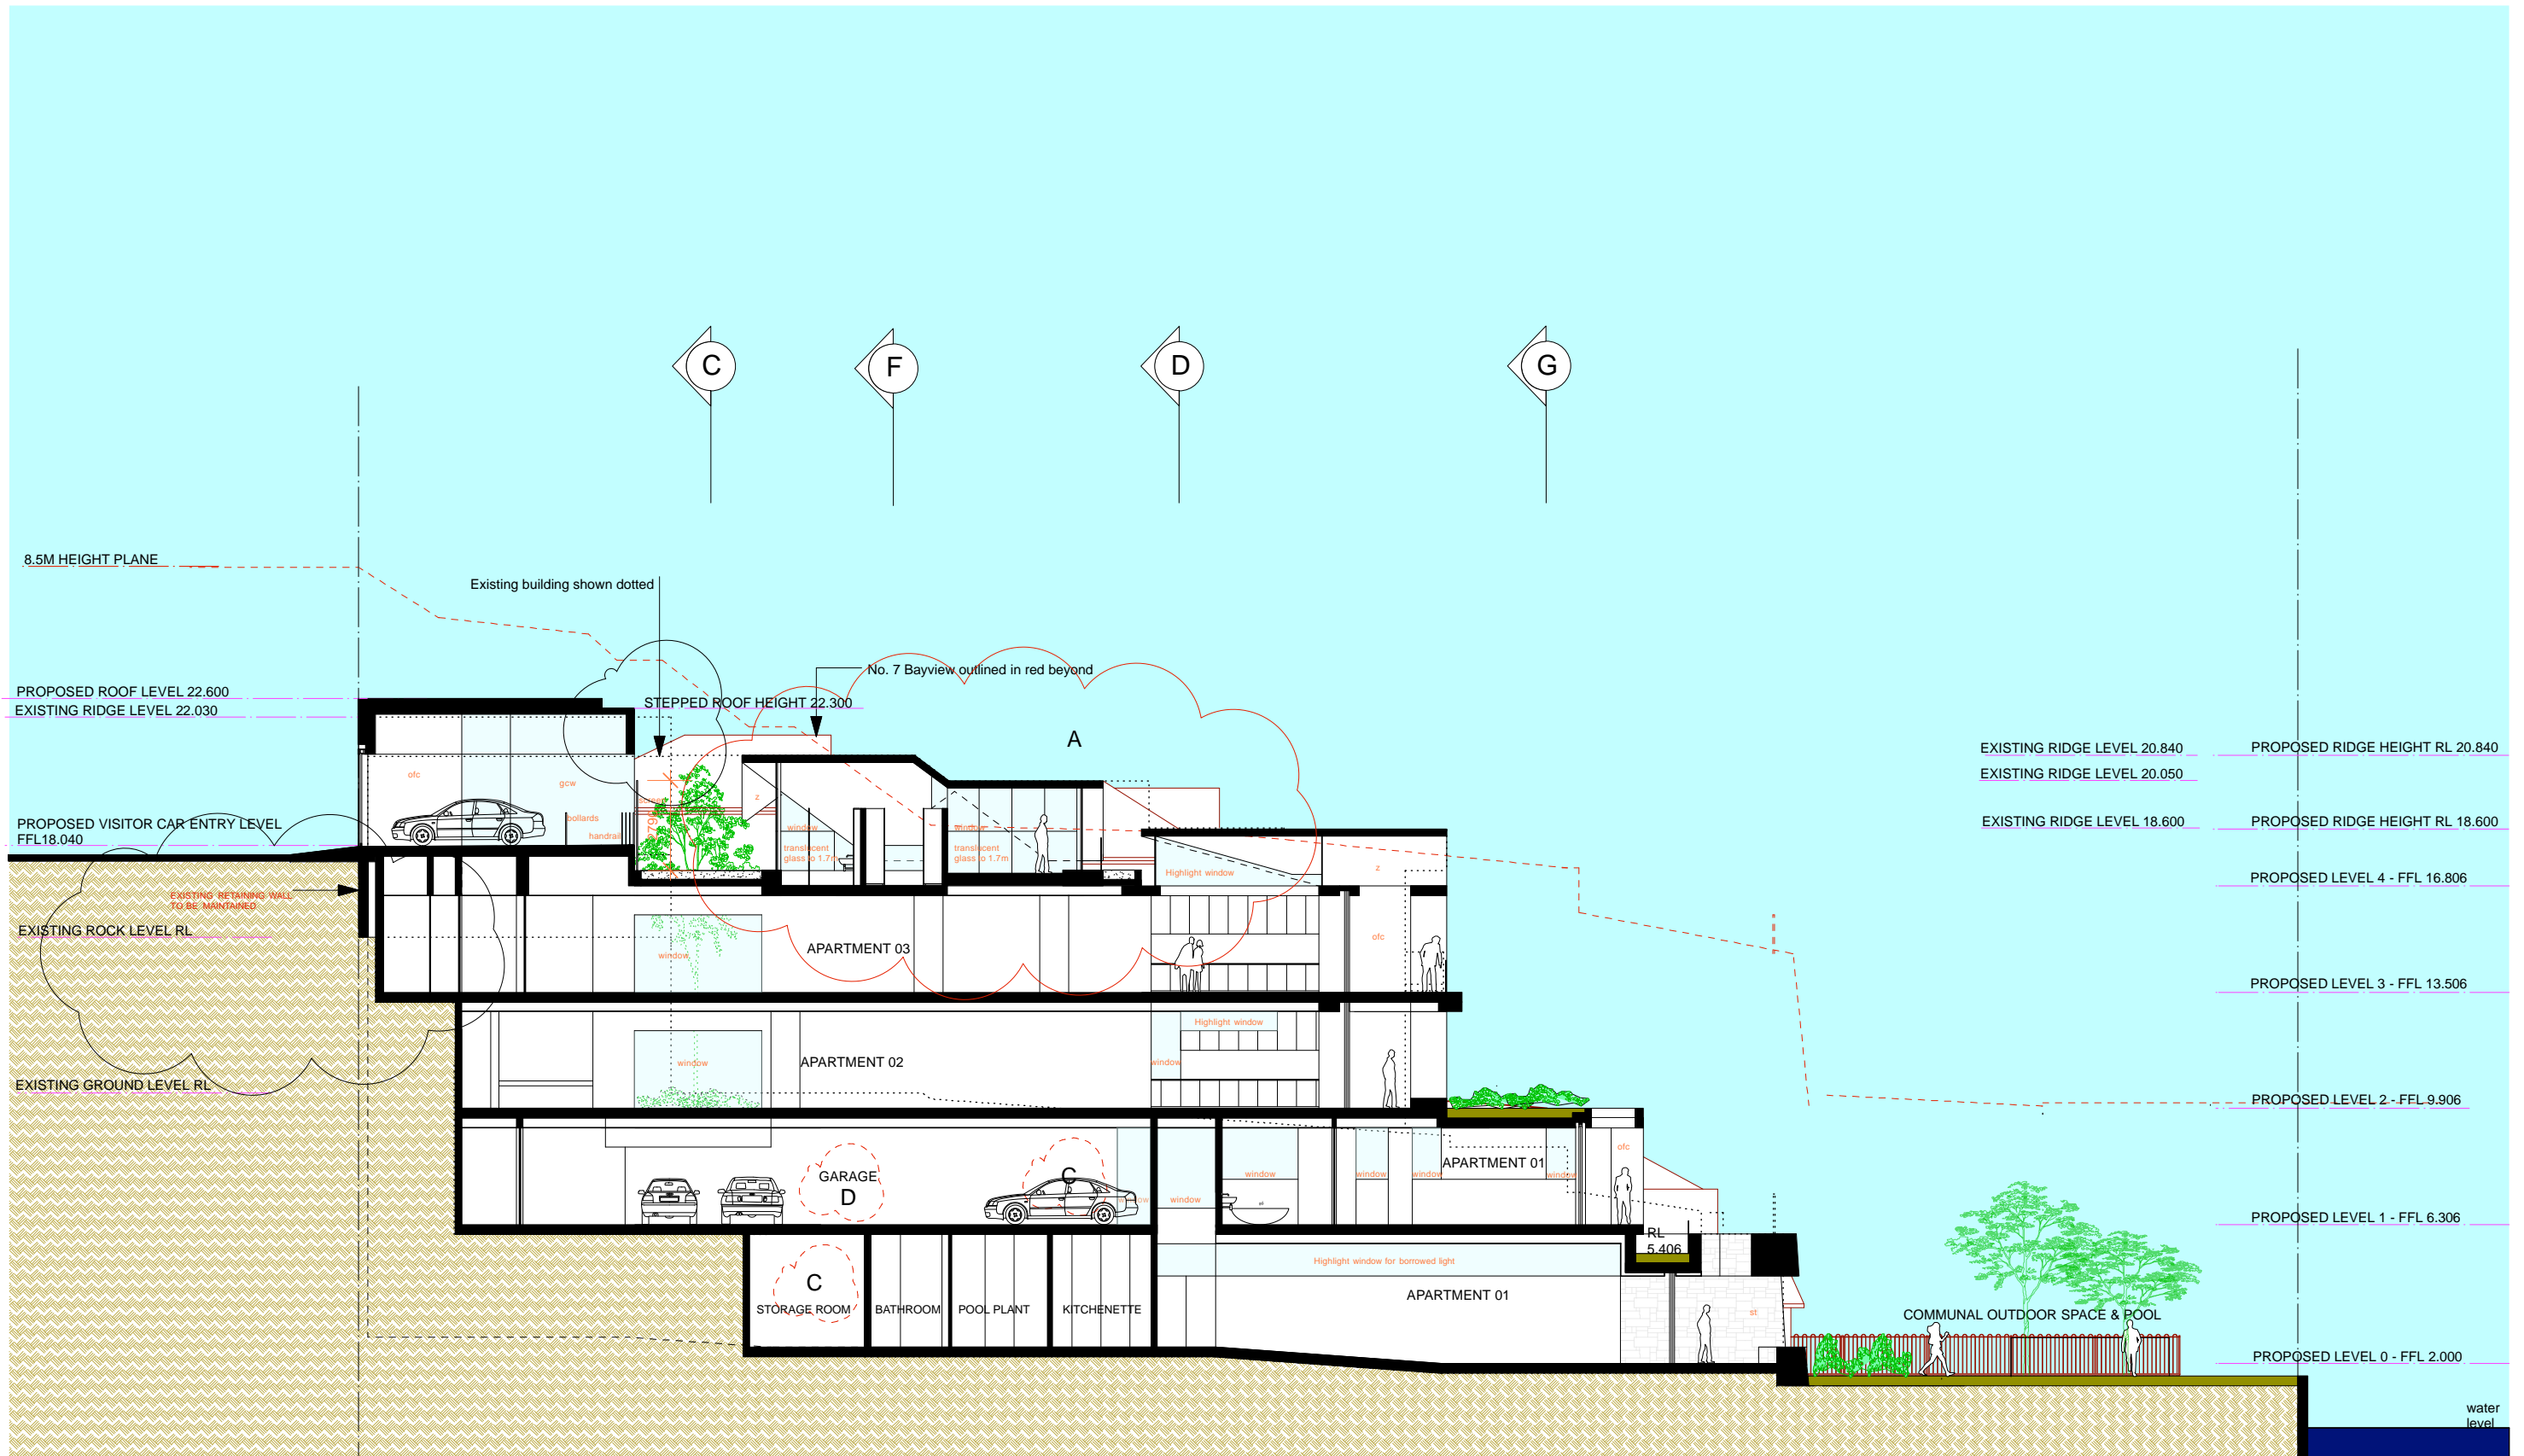 C
F
D
G
8.5M HEIGHT PLANE
Existing building shown dotted
No. 7 Bayview outlined in red beyond
PROPOSED ROOF LEVEL 22.600
EXISTING RIDGE LEVEL 22.030
STEPPED ROOF HEIGHT 22.300
A
EXISTING RIDGE LEVEL 20.840
PROPOSED RIDGE HEIGHT RL 20.840
EXISTING RIDGE LEVEL 20.050
ofc
gcw
z
bollards
handrail
PROPOSED VISITOR CAR ENTRY LEVEL
FFL18.040
window
translucent
glass to 1.7m
window
translucent
glass to 1.7m
EXISTING RIDGE LEVEL 18.600
PROPOSED RIDGE HEIGHT RL 18.600
Highlight window
z
PROPOSED LEVEL 4 - FFL 16.806
EXISTING RETAINING WALL
TO BE MAINTAINED
EXISTING ROCK LEVEL RL
window
APARTMENT 03
ofc
PROPOSED LEVEL 3 - FFL 13.506
Highlight window
window
APARTMENT 02
window
EXISTING GROUND LEVEL RL
PROPOSED LEVEL 2 - FFL 9.906
GARAGE
D
C
window
window
window
window
window
APARTMENT 01
window
ofc
PROPOSED LEVEL 1 - FFL 6.306
RL
5.406
Highlight window for borrowed light
C
STORAGE ROOM
BATHROOM
POOL PLANT
KITCHENETTE
APARTMENT 01
st
COMMUNAL OUTDOOR SPACE & POOL
PROPOSED LEVEL 0 - FFL 2.000
water
level